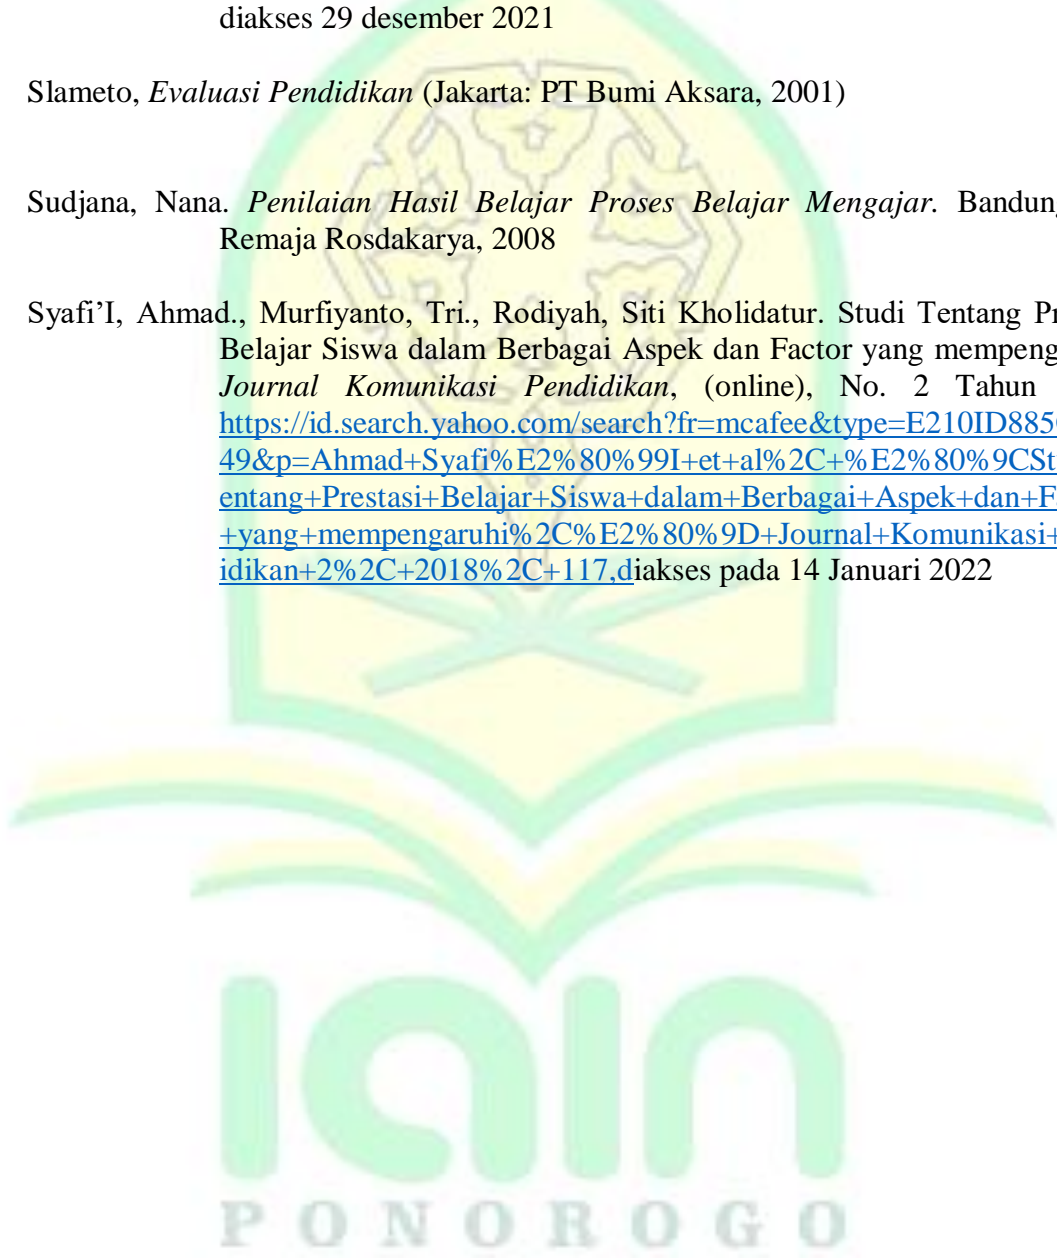 diakses 29 desember 2021
Slameto, Evaluasi Pendidikan (Jakarta: PT Bumi Aksara, 2001)
Sudjana, Nana. Penilaian Hasil Belajar Proses Belajar Mengajar. Bandung
Remaja Rosdakarya, 2008
Syafi’I, Ahmad., Murfiyanto, Tri., Rodiyah, Siti Kholidatur. Studi Tentang Pr
Belajar Siswa dalam Berbagai Aspek dan Factor yang mempeng
Journal Komunikasi Pendidikan, (online), No. 2 Tahun
https://id.search.yahoo.com/search?fr=mcafee&type=E210ID885
49&p=Ahmad+Syafi%E2%80%99I+et+al%2C+%E2%80%9CSt
entang+Prestasi+Belajar+Siswa+dalam+Berbagai+Aspek+dan+F
+yang+mempengaruhi%2C%E2%80%9D+Journal+Komunikasi+
idikan+2%2C+2018%2C+117,diakses pada 14 Januari 2022
IAIN
PONOROGO